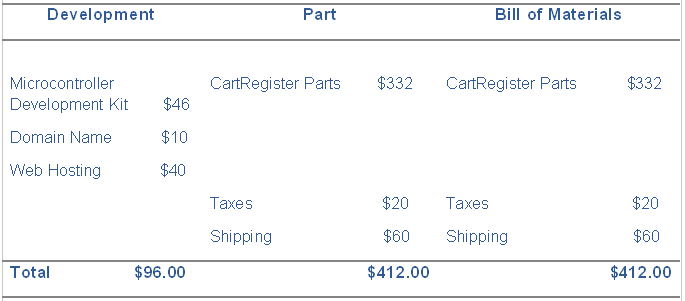 Development Part Bill of Materials
Microcontroller CartRegister Parts $332 CartRegister Parts $332
Development Kit $46
Domain Name $10
Web Hosting $40
Taxes $20 Taxes $20
Shipping $60 Shipping $60
Total $96.00 $412.00 $412.00